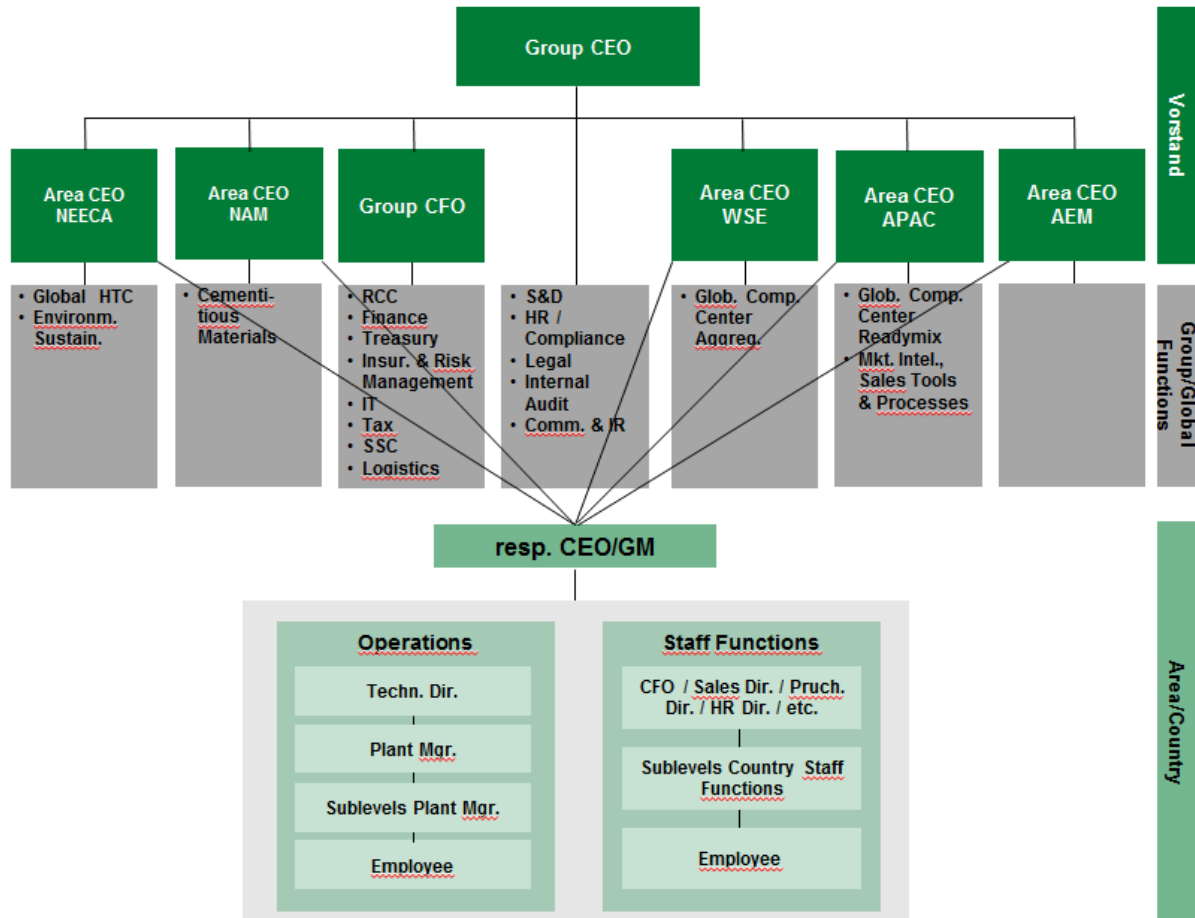 Group CEO
Vorstand
Area CEO
NEECA
Area CEO
NAM
Group CFO
Area CEO
WSE
Area CEO
APAC
Area CEO
AEM
• Global HTC
• Environm.
Sustain.
• Cementi-
tious
Materials
• RCC
• Finance
• Treasury
• Insur. & Risk
Management
• IT
• Tax
• SSC
• Logistics
• S&D
• HR /
Compliance
• Legal
• Internal
Audit
• Comm. & IR
• Glob. Comp.
Center
Aggreg.
• Glob. Comp.
Center
Readymix
• Mkt. Intel.,
Sales Tools
& Processes
Group/Global
Functions
resp. CEO/GM
Area/Country
Operations
Techn. Dir.
Plant Mgr.
Sublevels Plant Mgr.
Employee
Staff Functions
CFO / Sales Dir. / Pruch.
Dir. / HR Dir. / etc.
Sublevels Country Staff
Functions
Employee